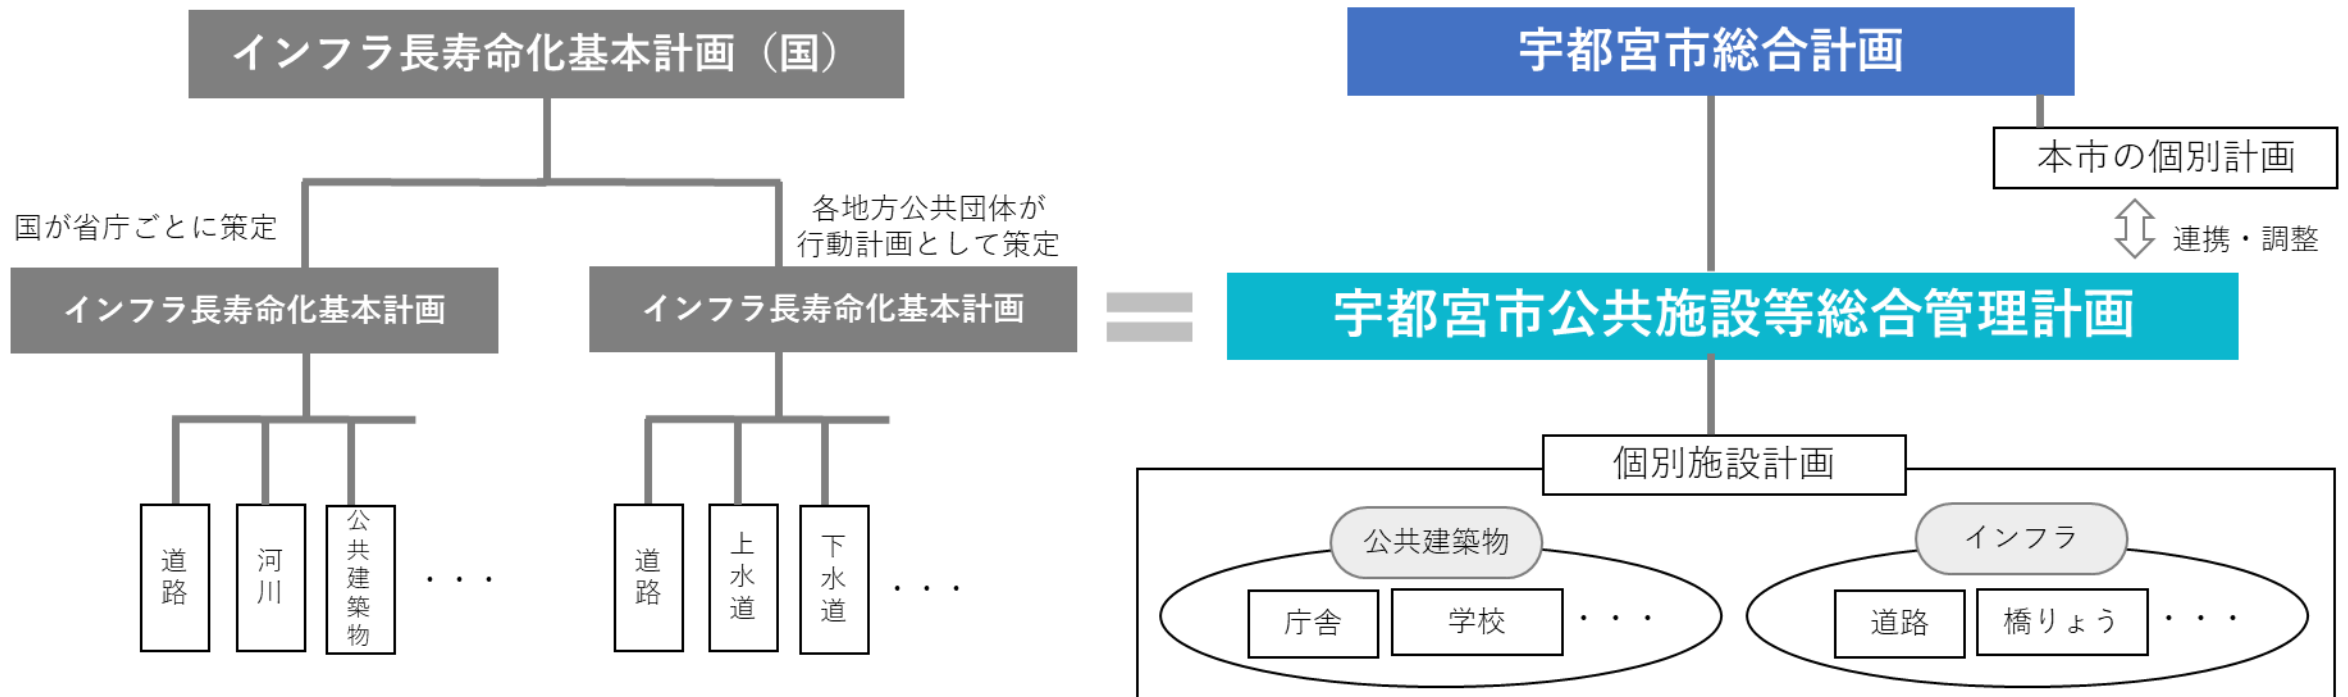 インフラ長寿命化基本計画（国）
国が省庁ごとに策定
各地方公共団体が
行動計画として策定
インフラ長寿命化基本計画
インフラ長寿命化基本計画
道路
河川
公共建築物
・・・
道路
上水道
下水道
・・・
宇都宮市総合計画
本市の個別計画
連携・調整
宇都宮市公共施設等総合管理計画
個別施設計画
公共建築物
庁舎
学校
・・・
インフラ
道路
橋りょう
・・・